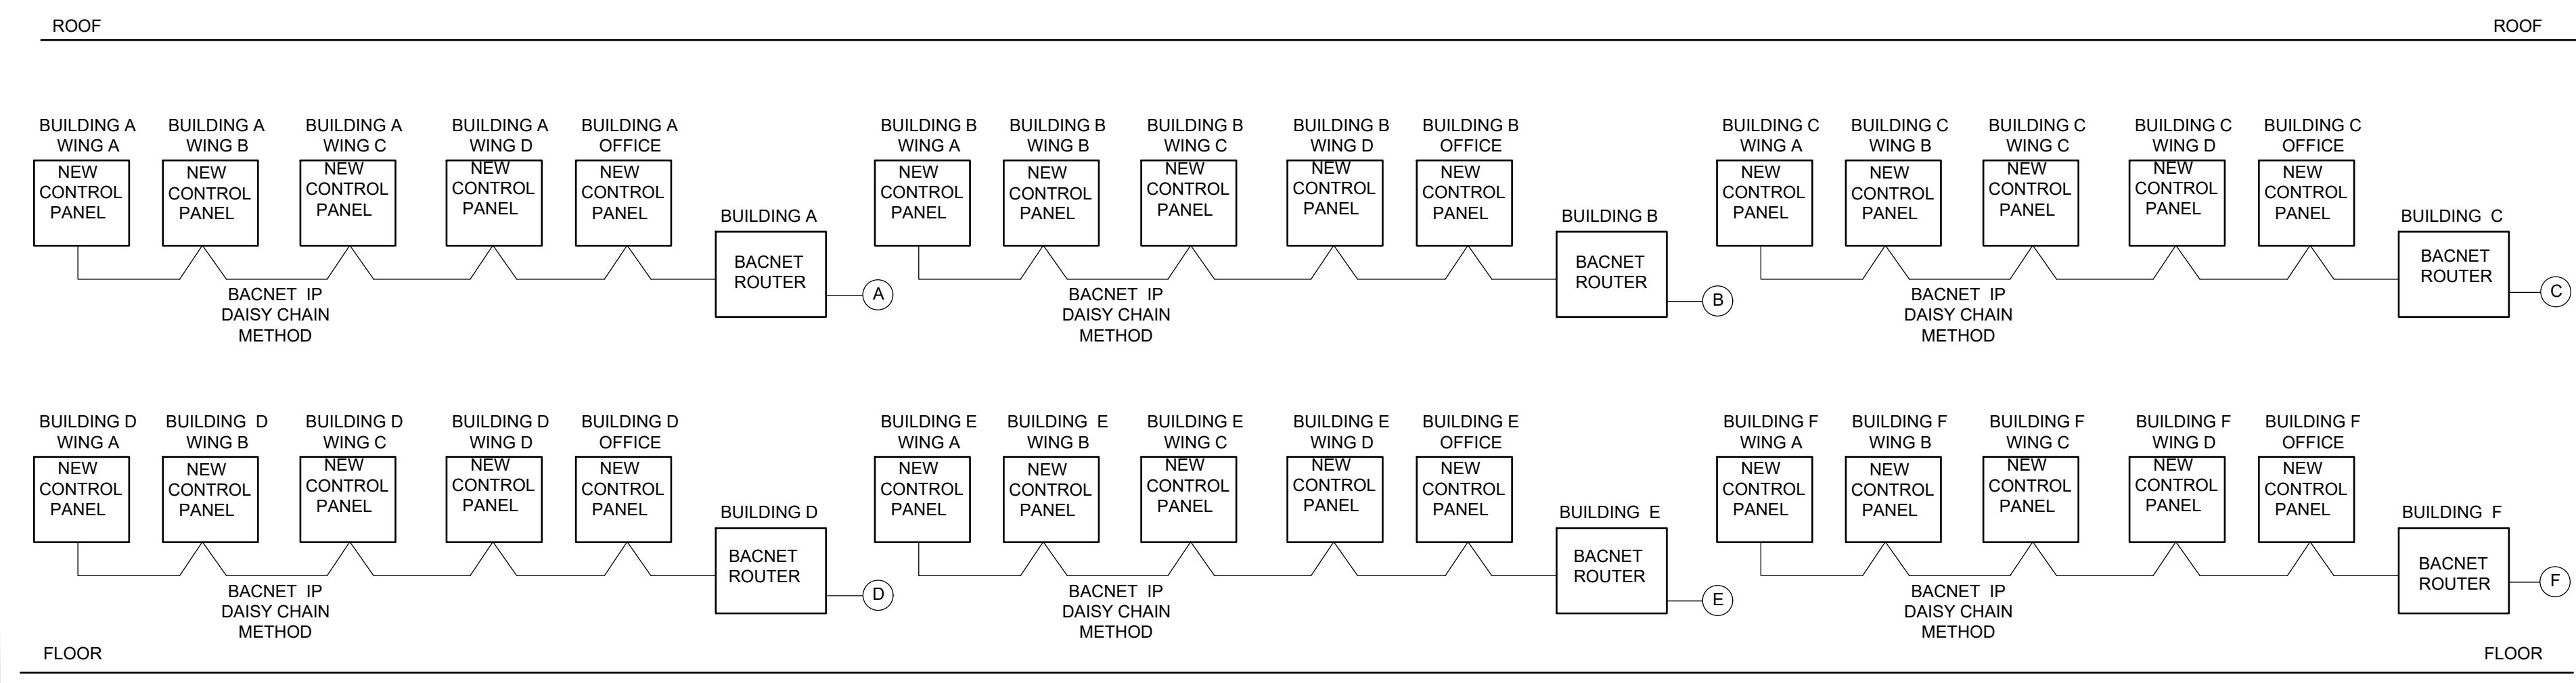 ROOF
ROOF
BUILDING A
WING A
NEW
CONTROL
PANEL
BUILDING A
WING B
NEW
CONTROL
PANEL
BUILDING A
WING C
NEW
CONTROL
PANEL
BUILDING A
WING D
NEW
CONTROL
PANEL
BUILDING A
OFFICE
NEW
CONTROL
PANEL
BUILDING A
BACNET
ROUTER
A
BACNET IP
DAISY CHAIN
METHOD
BUILDING B
WING A
NEW
CONTROL
PANEL
BUILDING B
WING B
NEW
CONTROL
PANEL
BUILDING B
WING C
NEW
CONTROL
PANEL
BUILDING B
WING D
NEW
CONTROL
PANEL
BUILDING B
OFFICE
NEW
CONTROL
PANEL
BUILDING B
BACNET
ROUTER
B
BACNET IP
DAISY CHAIN
METHOD
BUILDING C
WING A
NEW
CONTROL
PANEL
BUILDING C
WING B
NEW
CONTROL
PANEL
BUILDING C
WING C
NEW
CONTROL
PANEL
BUILDING C
WING D
NEW
CONTROL
PANEL
BUILDING C
OFFICE
NEW
CONTROL
PANEL
BUILDING C
BACNET
ROUTER
C
BACNET IP
DAISY CHAIN
METHOD
BUILDING D
WING A
NEW
CONTROL
PANEL
BUILDING D
WING B
NEW
CONTROL
PANEL
BUILDING D
WING C
NEW
CONTROL
PANEL
BUILDING D
WING D
NEW
CONTROL
PANEL
BUILDING D
OFFICE
NEW
CONTROL
PANEL
BUILDING D
BACNET
ROUTER
D
BACNET IP
DAISY CHAIN
METHOD
BUILDING E
WING A
NEW
CONTROL
PANEL
BUILDING E
WING B
NEW
CONTROL
PANEL
BUILDING E
WING C
NEW
CONTROL
PANEL
BUILDING E
WING D
NEW
CONTROL
PANEL
BUILDING E
OFFICE
NEW
CONTROL
PANEL
BUILDING E
BACNET
ROUTER
E
BACNET IP
DAISY CHAIN
METHOD
BUILDING F
WING A
NEW
CONTROL
PANEL
BUILDING F
WING B
NEW
CONTROL
PANEL
BUILDING F
WING C
NEW
CONTROL
PANEL
BUILDING F
WING D
NEW
CONTROL
PANEL
BUILDING F
OFFICE
NEW
CONTROL
PANEL
BUILDING F
BACNET
ROUTER
F
BACNET IP
DAISY CHAIN
METHOD
FLOOR
FLOOR